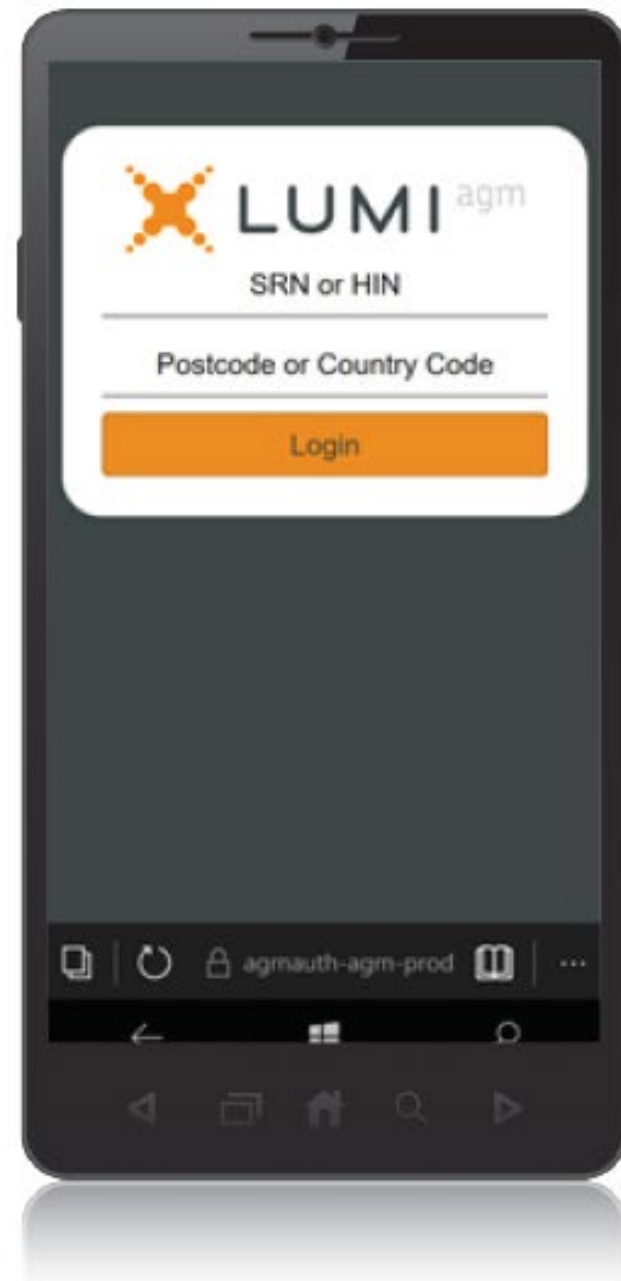 LUMI agm
SRN or HIN
Postcode or Country Code
Login
agmauth-agm-prod